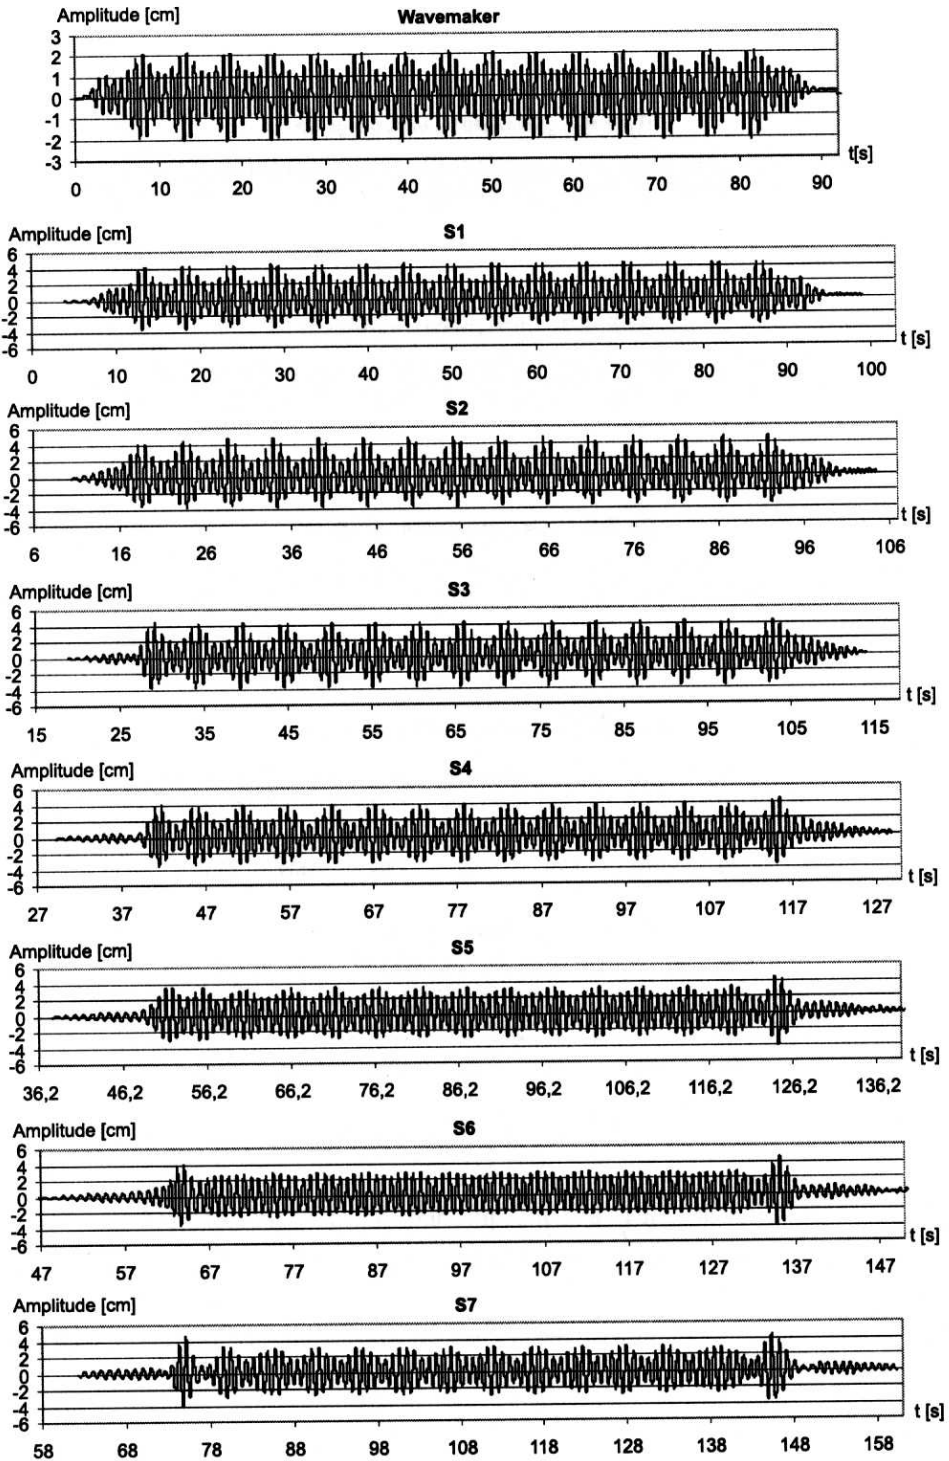 Amplitude [cm] Wavemaker
3
2
1
0
-1
-2
-3
t[s]
0 10 20 30 40 50 60 70 80 90
Amplitude [cm] S1
6
4
2
0
-2
-4
-6
t [s]
0 10 20 30 40 50 60 70 80 90 100
Amplitude [cm] S2
6
4
2
0
-2
-4
-6
t [s]
6 16 26 36 46 56 66 76 86 96 106
Amplitude [cm] S3
6
4
2
0
-2
-4
-6
t [s]
15 25 35 45 55 65 75 85 95 105 115
Amplitude [cm] S4
6
4
2
0
-2
-4
-6
t [s]
27 37 47 57 67 77 87 97 107 117 127
Amplitude [cm] S5
6
4
2
0
-2
-4
-6
t [s]
36,2 46,2 56,2 66,2 76,2 86,2 96,2 106,2 116,2 126,2 136,2
Amplitude [cm] S6
6
4
2
0
-2
-4
-6
t [s]
47 57 67 77 87 97 107 117 127 137 147
Amplitude [cm] S7
6
4
2
0
-2
-4
-6
t [s]
58 68 78 88 98 108 118 128 138 148 158